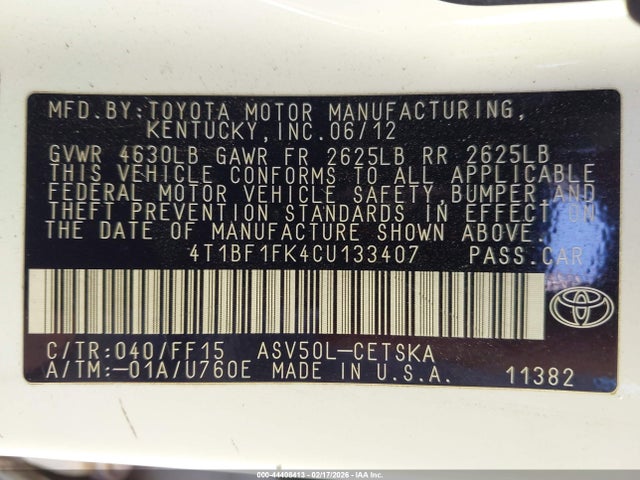 MFD.BY:TOYOTA MOTOR MANUFACTURING,
KENTUCKY,INC.06/12
GVWR 4630LB GAWR FR 2625LB RR 2625LB
THIS VEHICLE CONFORMS TO ALL APPLICABLE
FEDERAL MOTOR VEHICLE SAFETY,BUMPER,AND
THEFT PREVENTION STANDARDS IN EFFECT ON
THE DATE OF MANUFACTURE SHOWN ABOVE.
4T1BF1FK4CU133407 PASS.CAR
C/TR:040/FF15 ASV50L-CETSKA
A/TM:-01A/U760E MADE IN U.S.A. 11382
000-44408413 - 02/17/2026 - IAA Inc.